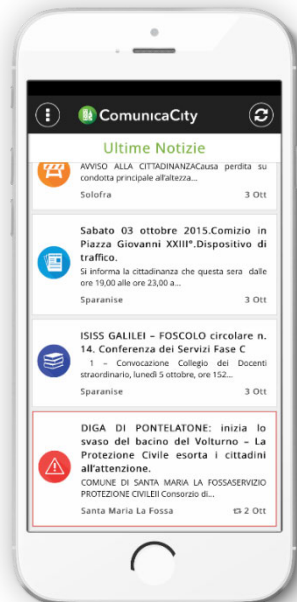 ComunicaCity
Ultime Notizie
AVVISO ALLA CITTADINANZACausa perdita su
condotta principale all'altezza...
Solofra 3 Ott
Sabato 03 ottobre 2015.Comizio in
Piazza Giovanni XXIII°.Dispositivo di
traffico.
Si informa la cittadinanza che questa sera dalle
ore 19,00 alle ore 23,00 a...
Sparanise 3 Ott
ISISS GALILEI – FOSCOLO circolare n.
14. Conferenza dei Servizi Fase C
1 – Convocazione Collegio dei Docenti
straordinario, lunedì 5 ottobre, ore 152...
Sparanise 3 Ott
DIGA DI PONTELATONE: inizia lo
svaso del bacino del Volturno – La
Protezione Civile esorta i cittadini
all'attenzione.
COMUNE DI SANTA MARIA LA FOSSASERVIZIO
PROTEZIONE CIVILEIl Consorzio di...
Santa Maria La Fossa 2 Ott